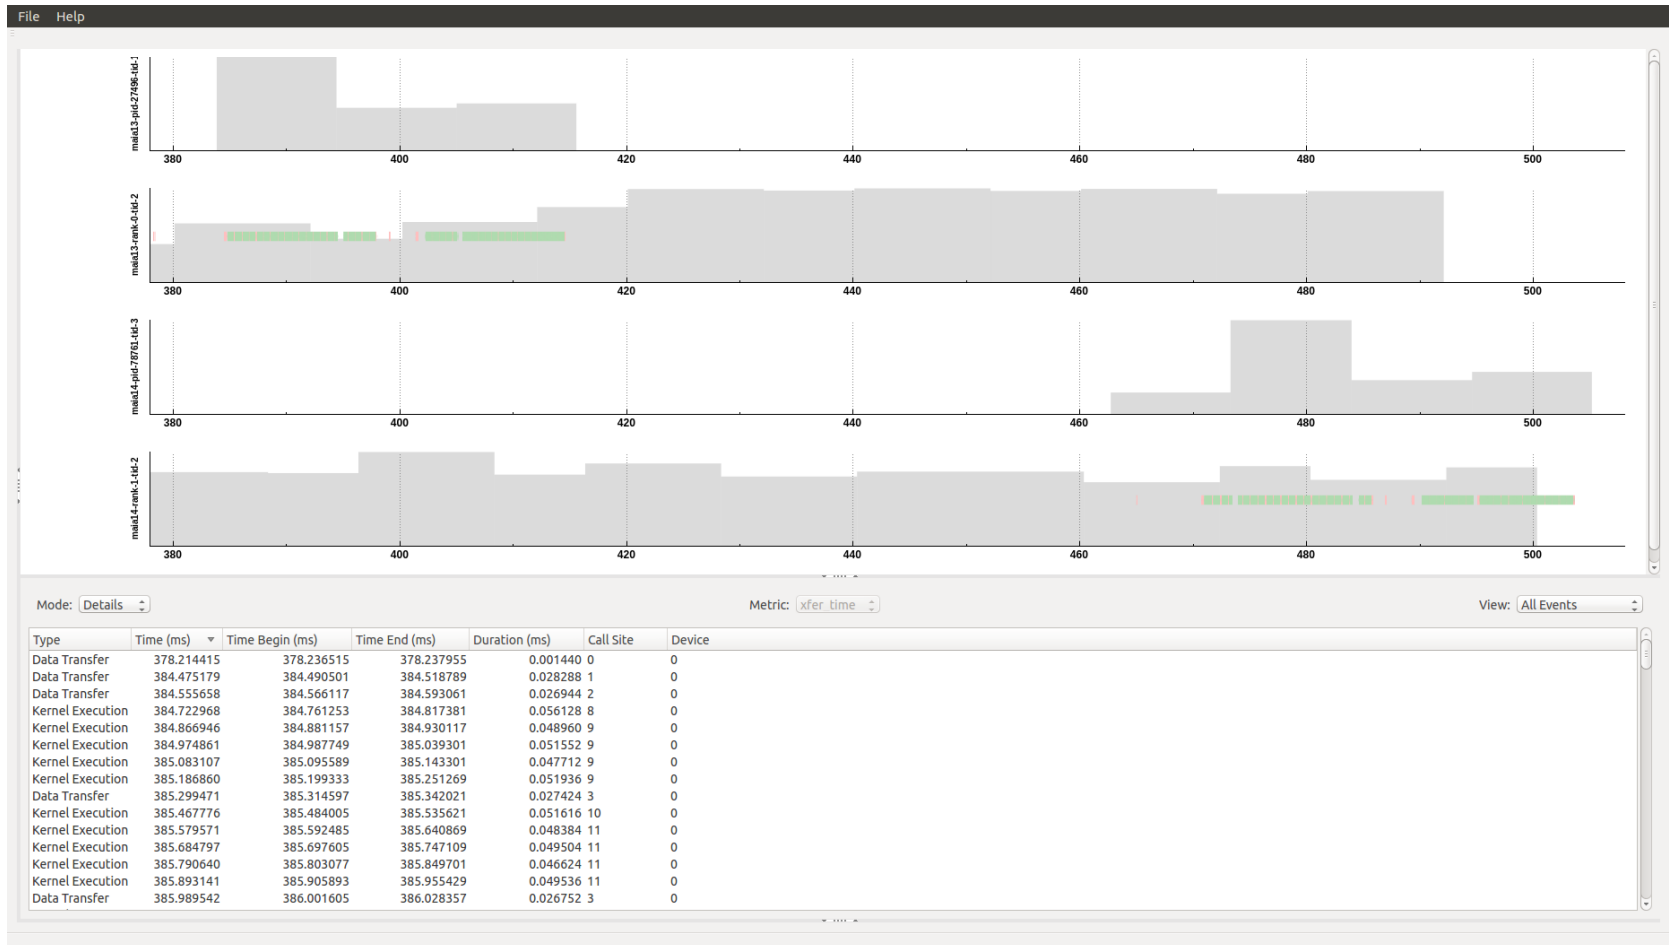 File Help
maia13-pid-27496-tid-1
380 400 420 440 460 480 500
maia13-rank-0-tid-2
380 400 420 440 460 480 500
maia14-pid-78761-tid-3
380 400 420 440 460 480 500
maia14-rank-1-tid-2
380 400 420 440 460 480 500
Mode: Details Metric: xfer_time View: All Events
Type Time (ms) Time Begin (ms) Time End (ms) Duration (ms) Call Site Device
Data Transfer 378.214415 378.236515 378.237955 0.001440 0 0
Data Transfer 384.475179 384.490501 384.518789 0.028288 1 0
Data Transfer 384.555658 384.566117 384.593061 0.026944 2 0
Kernel Execution 384.722968 384.761253 384.817381 0.056128 8 0
Kernel Execution 384.866946 384.881157 384.930117 0.048960 9 0
Kernel Execution 384.974861 384.987749 385.039301 0.051552 9 0
Kernel Execution 385.083107 385.095589 385.143301 0.047712 9 0
Kernel Execution 385.186860 385.199333 385.251269 0.051936 9 0
Data Transfer 385.299471 385.314597 385.342021 0.027424 3 0
Kernel Execution 385.467776 385.484005 385.535621 0.051616 10 0
Kernel Execution 385.579571 385.592485 385.640869 0.048384 11 0
Kernel Execution 385.684797 385.697605 385.747109 0.049504 11 0
Kernel Execution 385.790640 385.803077 385.849701 0.046624 11 0
Kernel Execution 385.893141 385.905893 385.955429 0.049536 11 0
Data Transfer 385.989542 386.001605 386.028357 0.026752 3 0